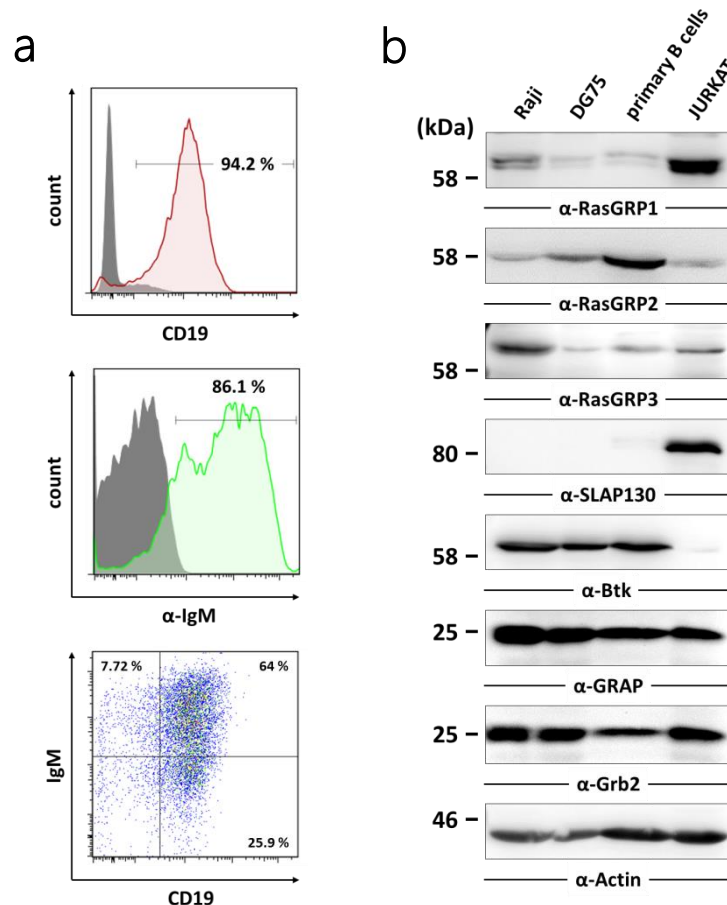 a
94.2 %
count
CD19
86.1 %
count
α-IgM
7.72 %
64 %
IgM
25.9 %
CD19
b
Raji
DG75
primary B cells
JURKAT
(kDa)
58
α-RasGRP1
58
α-RasGRP2
58
α-RasGRP3
80
α-SLAP130
58
α-Btk
25
α-GRAP
25
α-Grb2
46
α-Actin